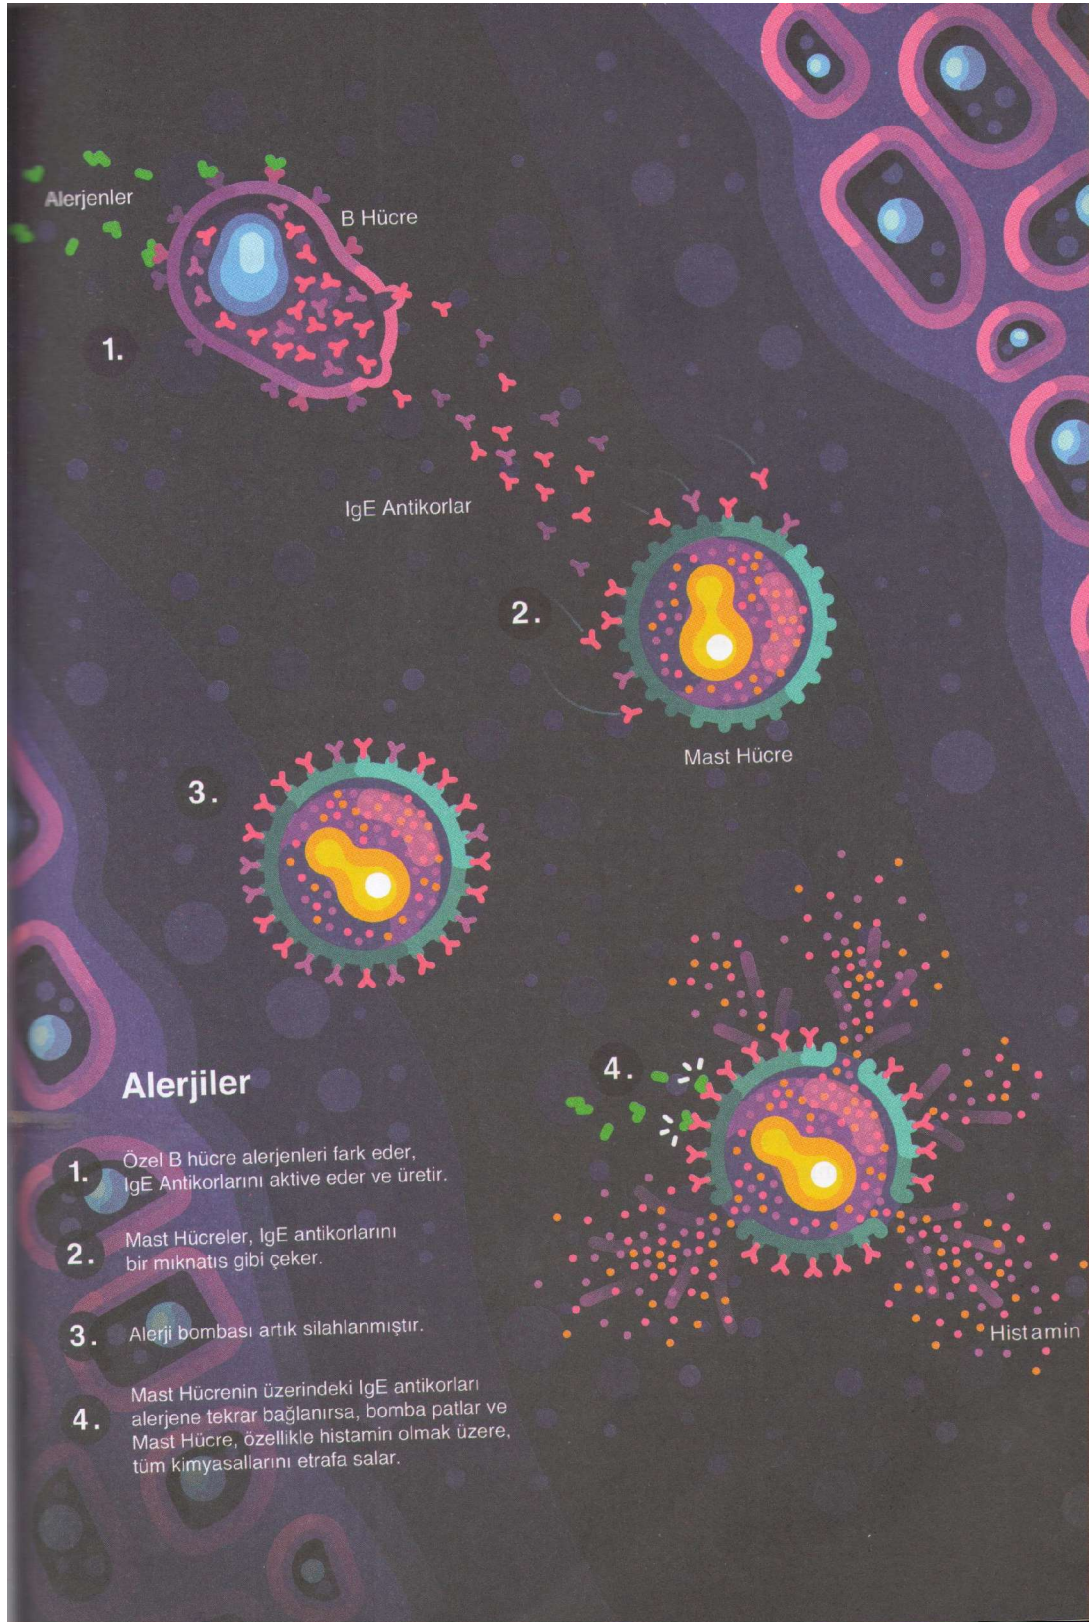 Alerjenler
B Hücre
1.
IgE Antikorlar
2.
Mast Hücre
3.
4.
Histamin
Alerjiler
1. Özel B hücre alerjenleri fark eder,
IgE Antikorlarını aktive eder ve üretir.
2. Mast Hücreler, IgE antikorlarını
bir mıknatıs gibi çeker.
3. Alerji bombası artık silahlanmıştır.
4. Mast Hücrenin üzerindeki IgE antikorları
alerjene tekrar bağlanırsa, bomba patlar ve
Mast Hücre, özellikle histamin olmak üzere,
tüm kimyasallarını etrafa salar.